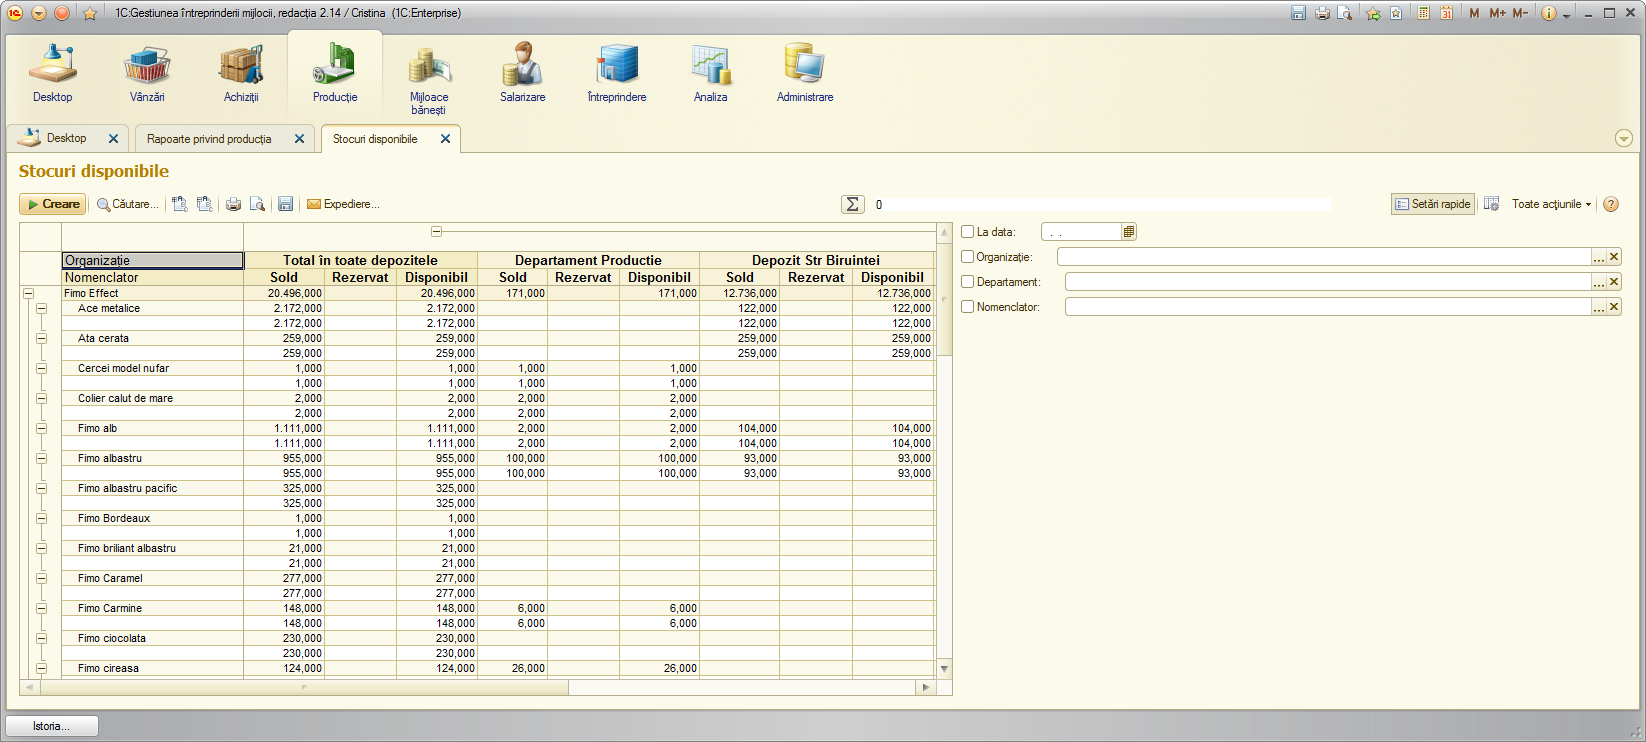 1C:Gestiunea întreprinderii mijlocii, redacția 2.14 / Cristina (1C:Enterprise)
M M+ M-
Desktop
Vânzări
Achiziții
Producție
Mijloace bănești
Salarizare
Întreprindere
Analiza
Administrare
Desktop
Rapoarte privind producția
Stocuri disponibile
Stocuri disponibile
Creare Căutare... Expediere... Σ 0 Setări rapide Toate acțiunile ?
La data: . .
Organizație: ...
Departament: ...
Nomenclator: ...
Organizatie Total în toate depozitele Departament Productie Depozit Str Biruintei
Nomenclator Sold Rezervat Disponibil Sold Rezervat Disponibil Sold Rezervat Disponibil
Fimo Effect 20.496,000 20.496,000 171,000 171,000 12.736,000 12.736,000
Ace metalice 2.172,000 2.172,000 122,000 122,000
2.172,000 2.172,000 122,000 122,000
Ata cerata 259,000 259,000 259,000 259,000
259,000 259,000 259,000 259,000
Cercei model nufar 1,000 1,000 1,000 1,000
1,000 1,000 1,000 1,000
Colier calut de mare 2,000 2,000 2,000 2,000
2,000 2,000 2,000 2,000
Fimo alb 1.111,000 1.111,000 2,000 2,000 104,000 104,000
1.111,000 1.111,000 2,000 2,000 104,000 104,000
Fimo albastru 955,000 955,000 100,000 100,000 93,000 93,000
955,000 955,000 100,000 100,000 93,000 93,000
Fimo albastru pacific 325,000 325,000
325,000 325,000
Fimo Bordeaux 1,000 1,000
1,000 1,000
Fimo briliant albastru 21,000 21,000
21,000 21,000
Fimo Caramel 277,000 277,000
277,000 277,000
Fimo Carmine 148,000 148,000 6,000 6,000
148,000 148,000 6,000 6,000
Fimo ciocolata 230,000 230,000
230,000 230,000
Fimo cireasa 124,000 124,000 26,000 26,000
Istoria...